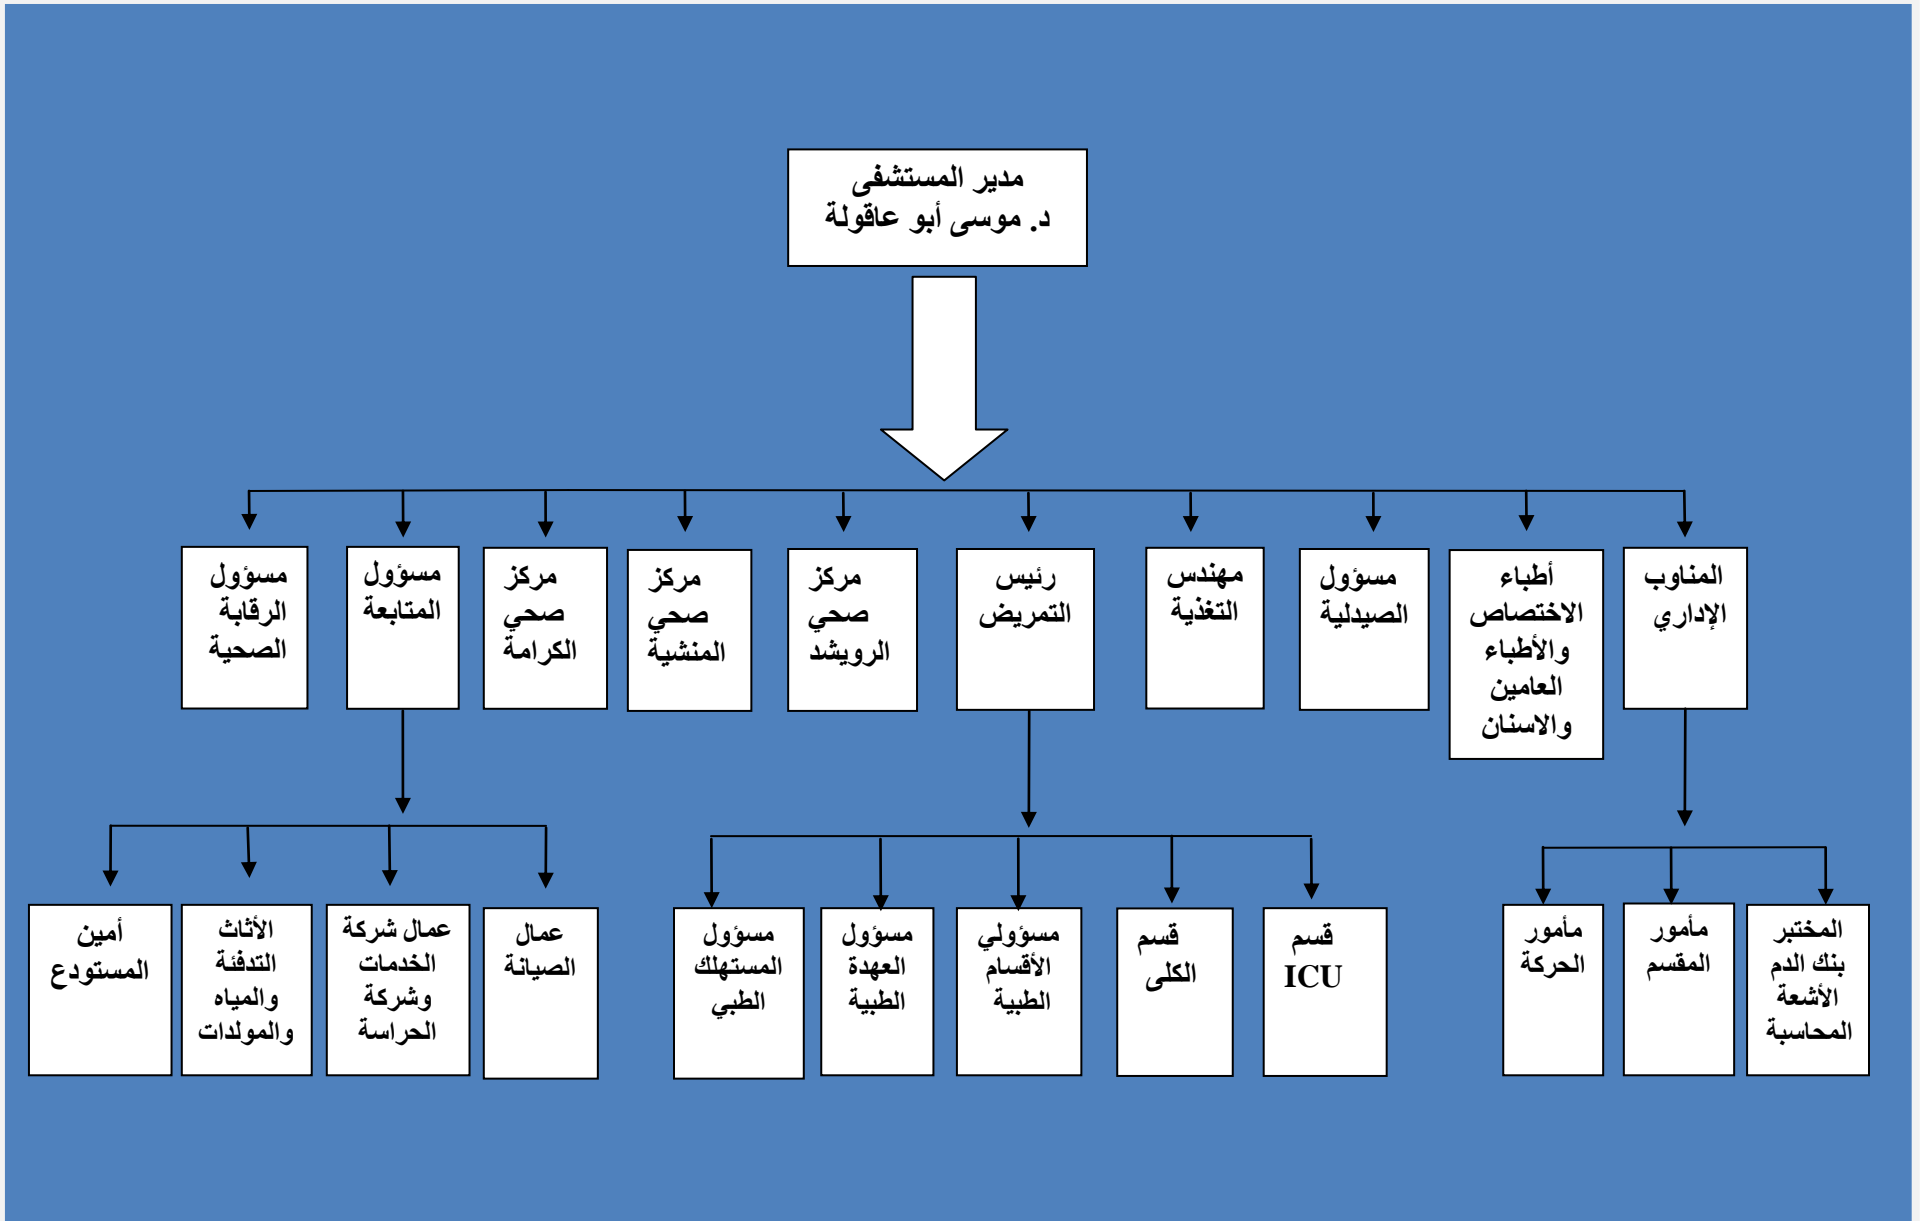 مدير المستشفى
د. موسى أبو عاقولة
المناوب
الإداري
أطباء
الاختصاص
والأطباء
العامين
والاسنان
مسؤول
الصيدلية
مهندس
التغذية
رئيس
التمريض
مركز
صحي
الرويشد
مركز
صحي
المنشية
مركز
صحي
الكرامة
مسؤول
المتابعة
مسؤول
الرقابة
الصحية
المختبر
بنك الدم
الأشعة
المحاسبة
مأمور
المقسم
مأمور
الحركة
قسم
ICU
قسم
الكلى
مسؤولي
الأقسام
الطبية
مسؤول
العهدة
الطبية
مسؤول
المستهلك
الطبي
عمال
الصيانة
عمال شركة
الخدمات
وشركة
الحراسة
الأثاث
التدفئة
والمياه
والمولدات
أمين
المستودع